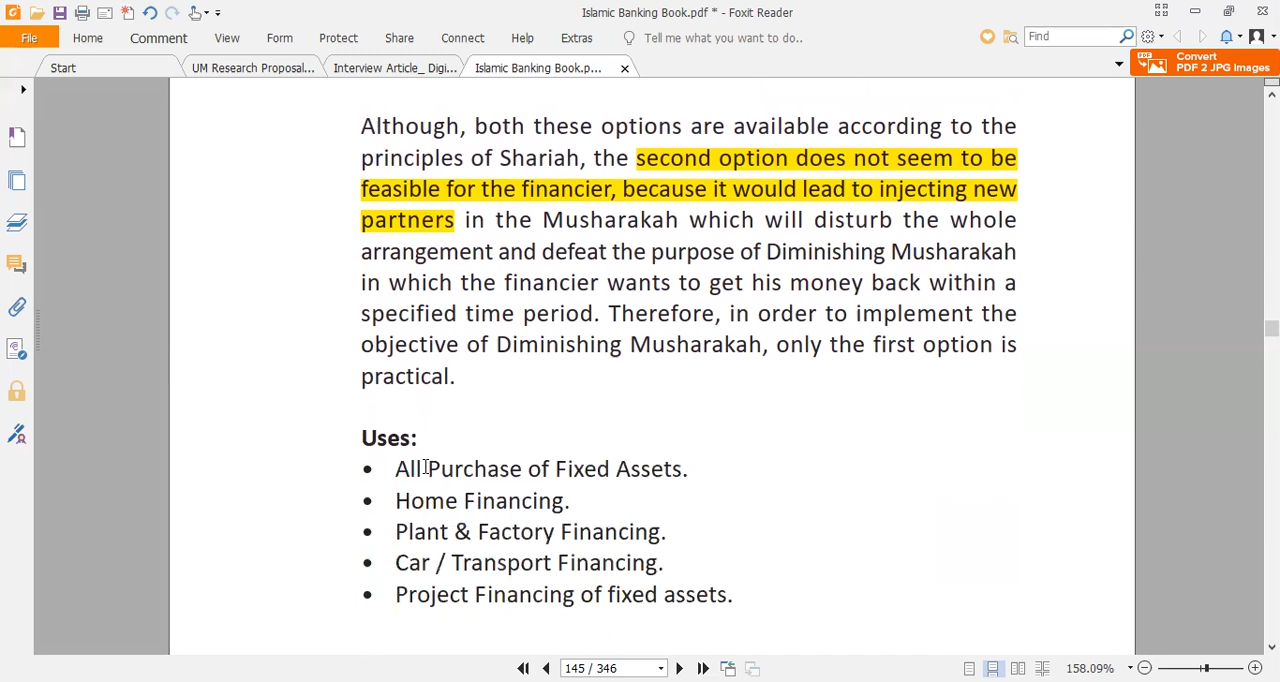 Islamic Banking Book.pdf * - Foxit Reader
File Home Comment View Form Protect Share Connect Help Extras Tell me what you want to do.. Find
Start UM Research Proposal... Interview Article_ Digi... Islamic Banking Book.p...
Convert
PDF 2 JPG Images
Although, both these options are available according to the
principles of Shariah, the second option does not seem to be
feasible for the financier, because it would lead to injecting new
partners in the Musharakah which will disturb the whole
arrangement and defeat the purpose of Diminishing Musharakah
in which the financier wants to get his money back within a
specified time period. Therefore, in order to implement the
objective of Diminishing Musharakah, only the first option is
practical.
Uses:
• All Purchase of Fixed Assets.
• Home Financing.
• Plant & Factory Financing.
• Car / Transport Financing.
• Project Financing of fixed assets.
145 / 346 158.09%